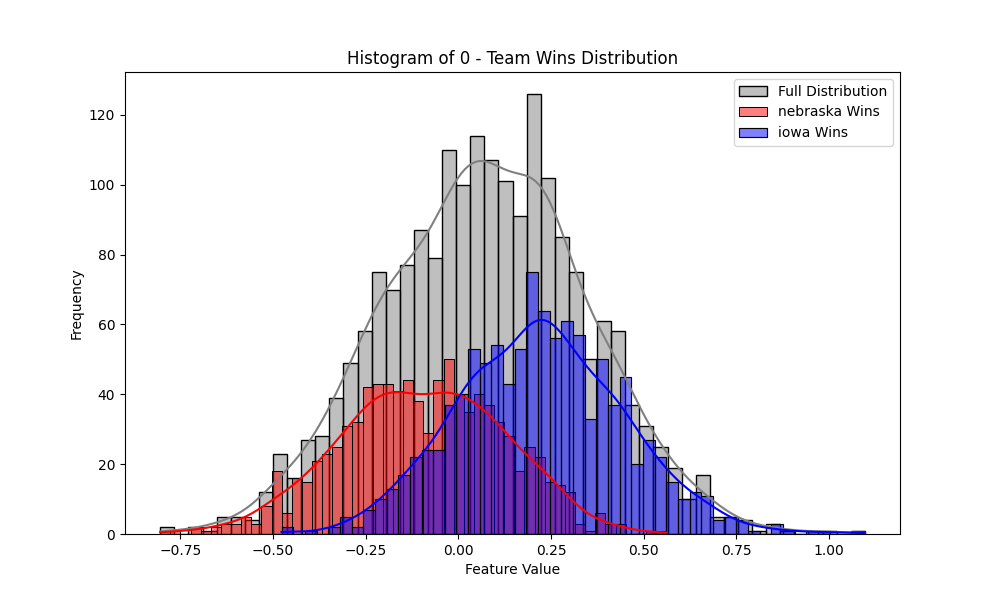 Histogram of 0 - Team Wins Distribution
Full Distribution
nebraska Wins
iowa Wins
Frequency
120
100
80
60
40
20
0
−0.75 −0.50 −0.25 0.00 0.25 0.50 0.75 1.00
Feature Value